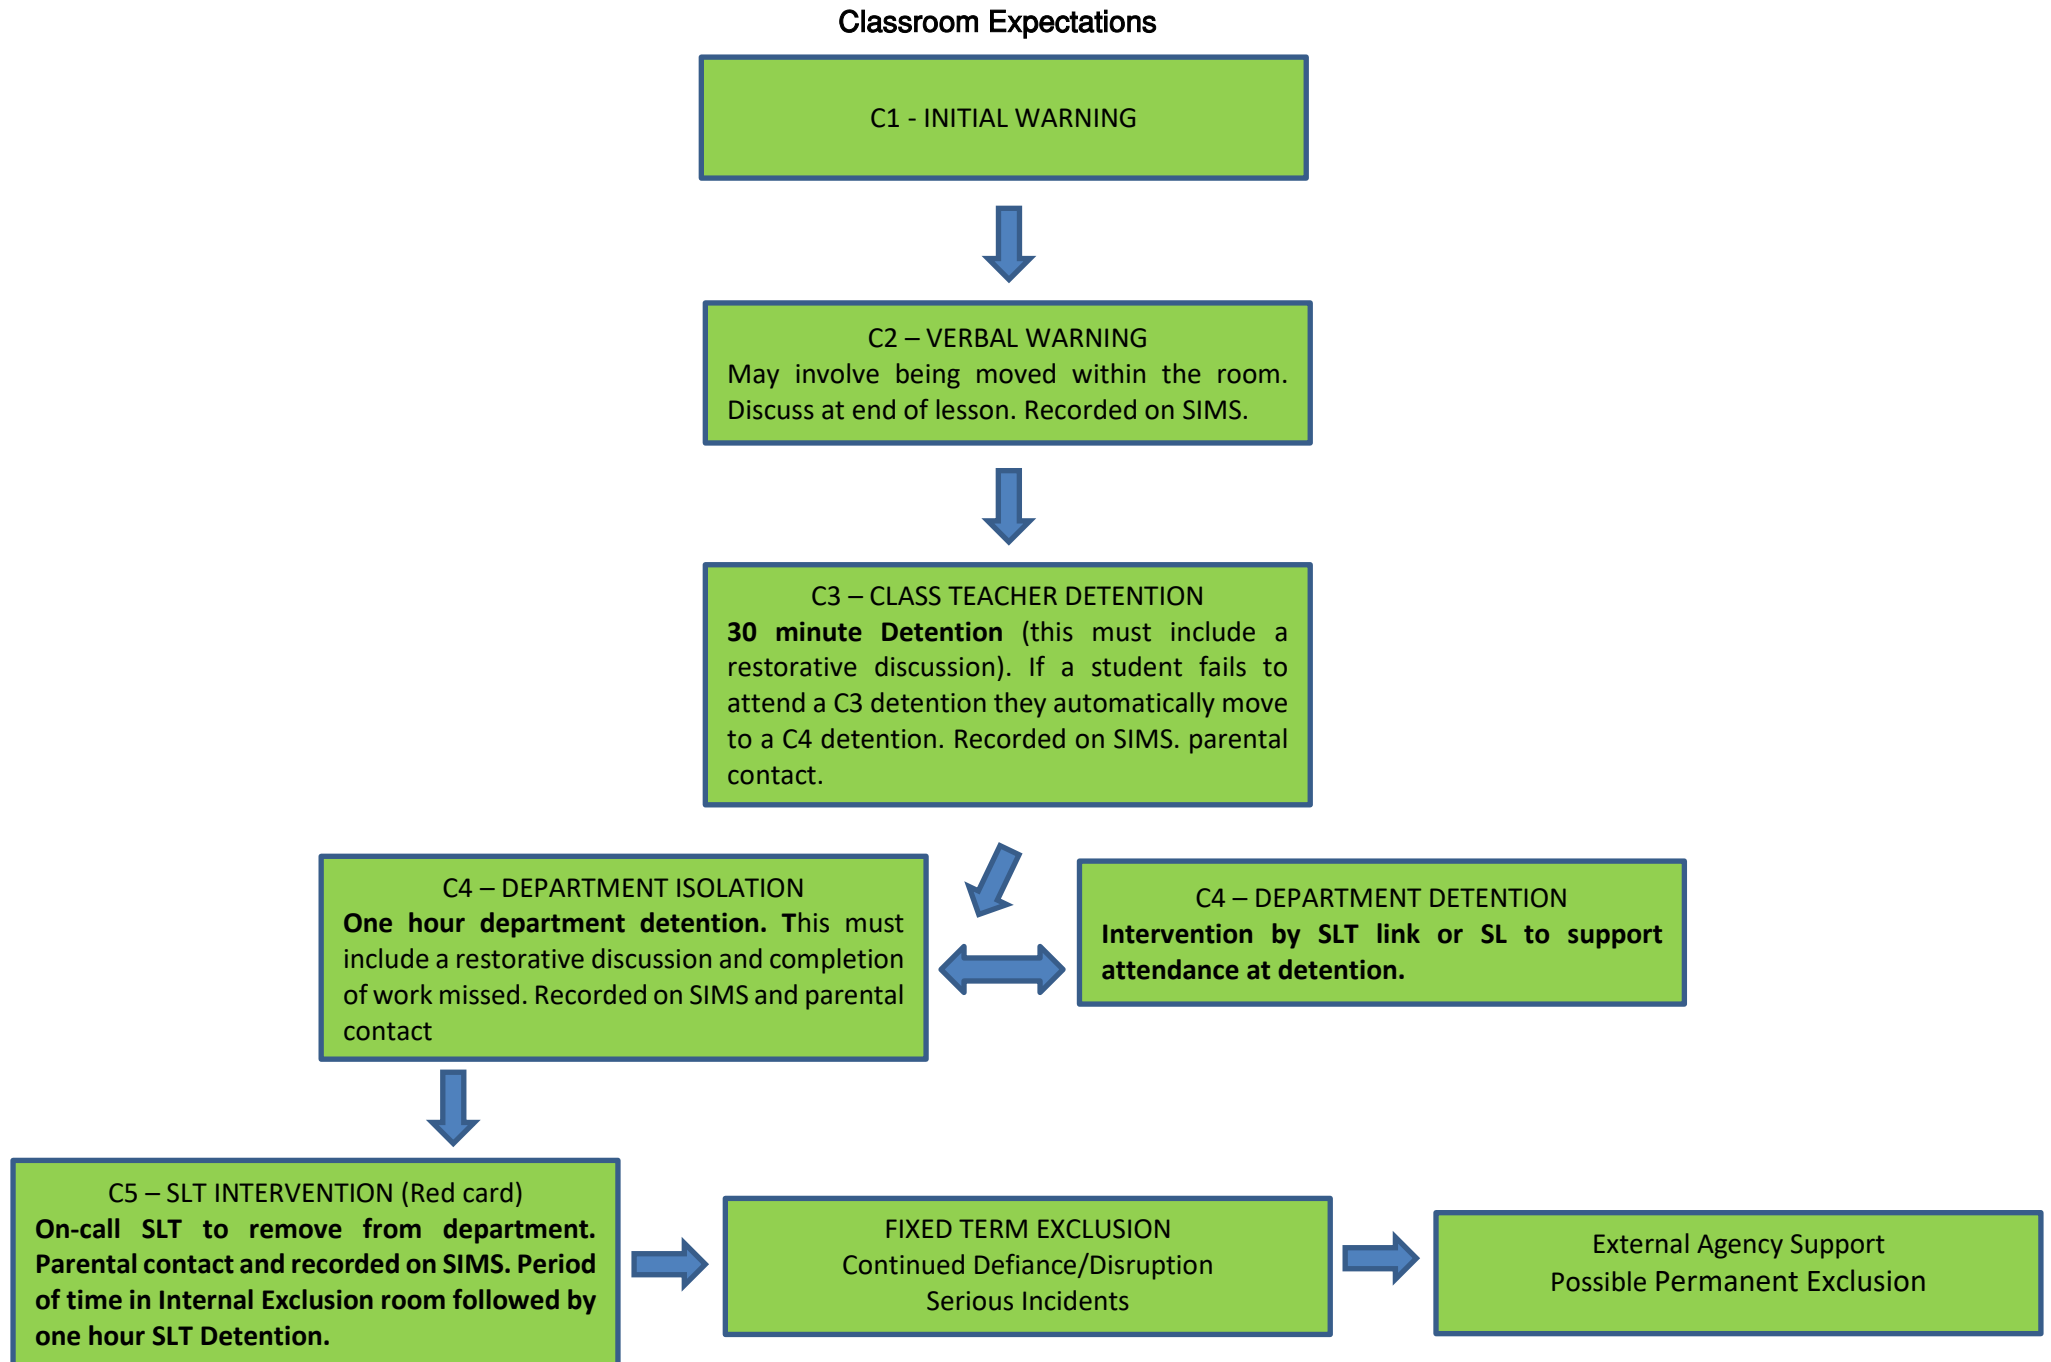 Classroom Expectations
C1 - INITIAL WARNING
C2 – VERBAL WARNING
May involve being moved within the room.
Discuss at end of lesson. Recorded on SIMS.
C3 – CLASS TEACHER DETENTION
30 minute Detention (this must include a
restorative discussion). If a student fails to
attend a C3 detention they automatically move
to a C4 detention. Recorded on SIMS. parental
contact.
C4 – DEPARTMENT ISOLATION
One hour department detention. This must
include a restorative discussion and completion
of work missed. Recorded on SIMS and parental
contact
C4 – DEPARTMENT DETENTION
Intervention by SLT link or SL to support
attendance at detention.
C5 – SLT INTERVENTION (Red card)
On-call SLT to remove from department.
Parental contact and recorded on SIMS. Period
of time in Internal Exclusion room followed by
one hour SLT Detention.
FIXED TERM EXCLUSION
Continued Defiance/Disruption
Serious Incidents
External Agency Support
Possible Permanent Exclusion